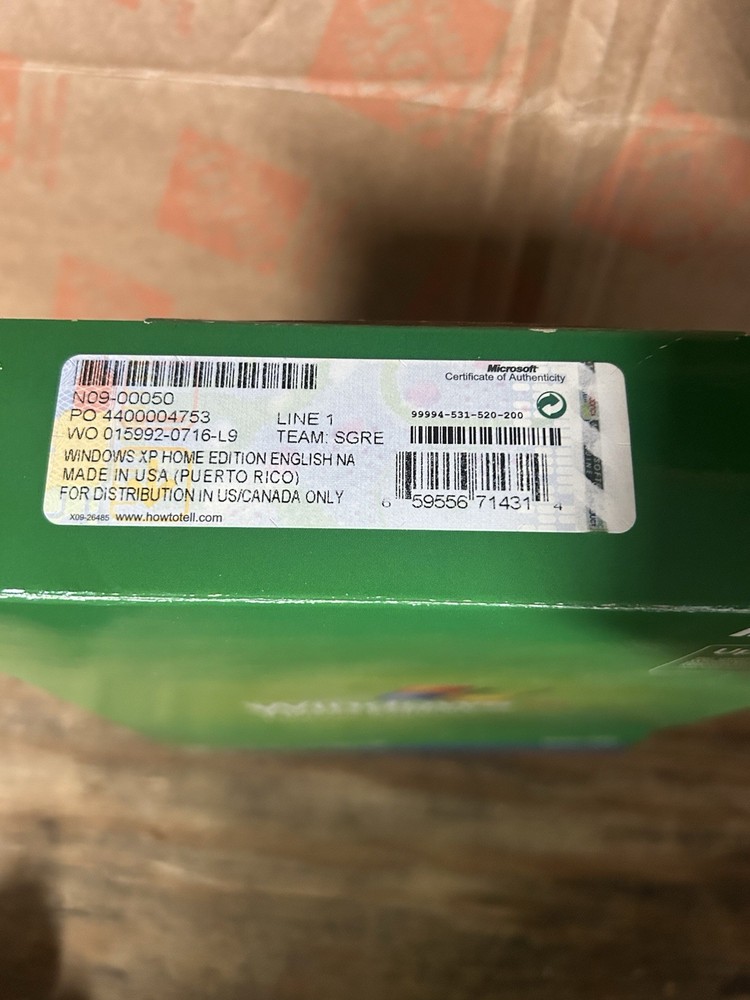 Microsoft
Certificate of Authenticity
N09-00050
PO 4400004753 LINE 1
WO 015992-0716-L9 TEAM: SGRE
99994-531-520-200
WINDOWS XP HOME EDITION ENGLISH NA
MADE IN USA (PUERTO RICO)
FOR DISTRIBUTION IN US/CANADA ONLY
6 59556 71431 4
X09-26485 www.howtotell.com